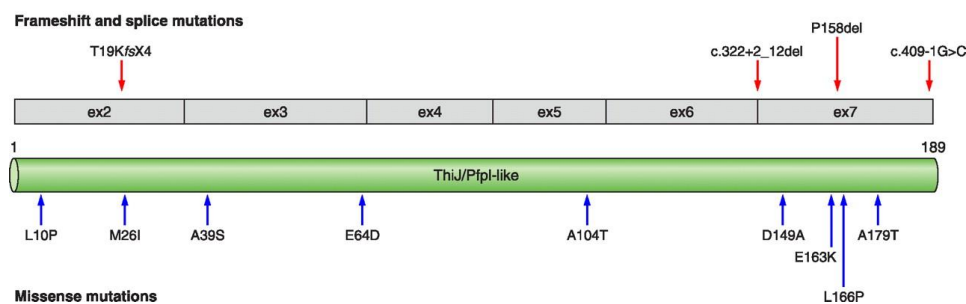 Frameshift and splice mutations
P158del
T19KfsX4
c.322+2_12del
c.409-1G>C
ex2 ex3 ex4 ex5 ex6 ex7
1 189
ThiJ/PfpI-like
L10P M26I A39S E64D A104T D149A A179T
E163K
Missense mutations L166P